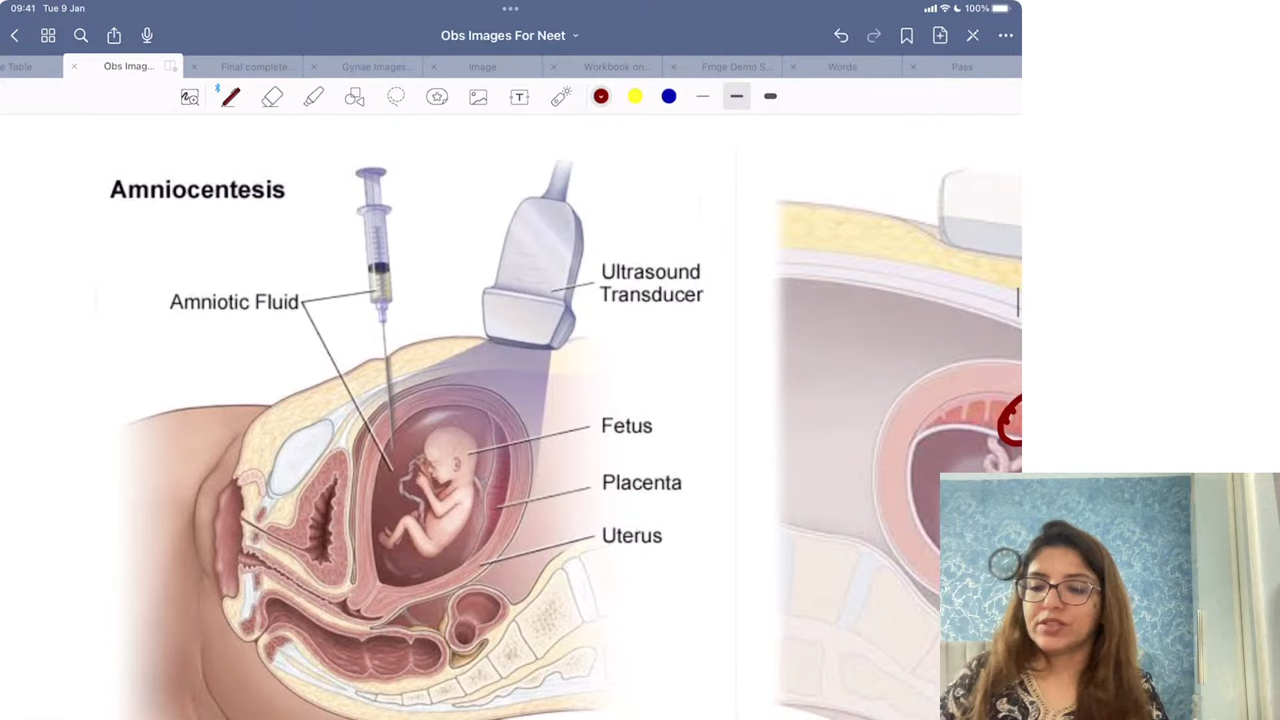 09:41 Tue 9 Jan
100%
Obs Images For Neet
e Table
Obs Imag...
Final complete...
Gynae Images...
Image
Workbook on...
Fmge Demo S...
Words
Pass
T
Amniocentesis
Ultrasound
Transducer
Amniotic Fluid
Fetus
Placenta
Uterus